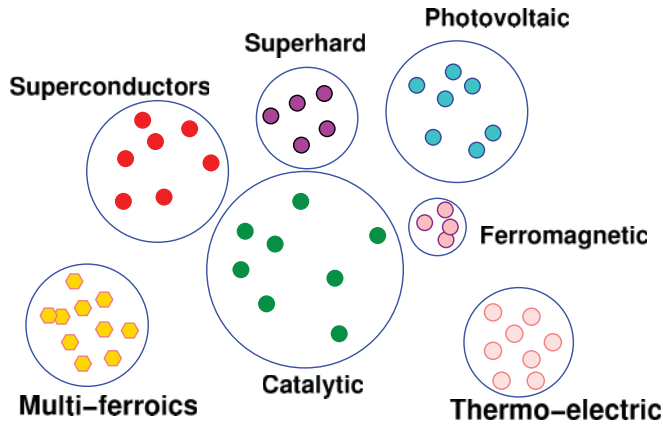 Photovoltaic
Superhard
Superconductors
Ferromagnetic
Catalytic
Multi−ferroics
Thermo−electric